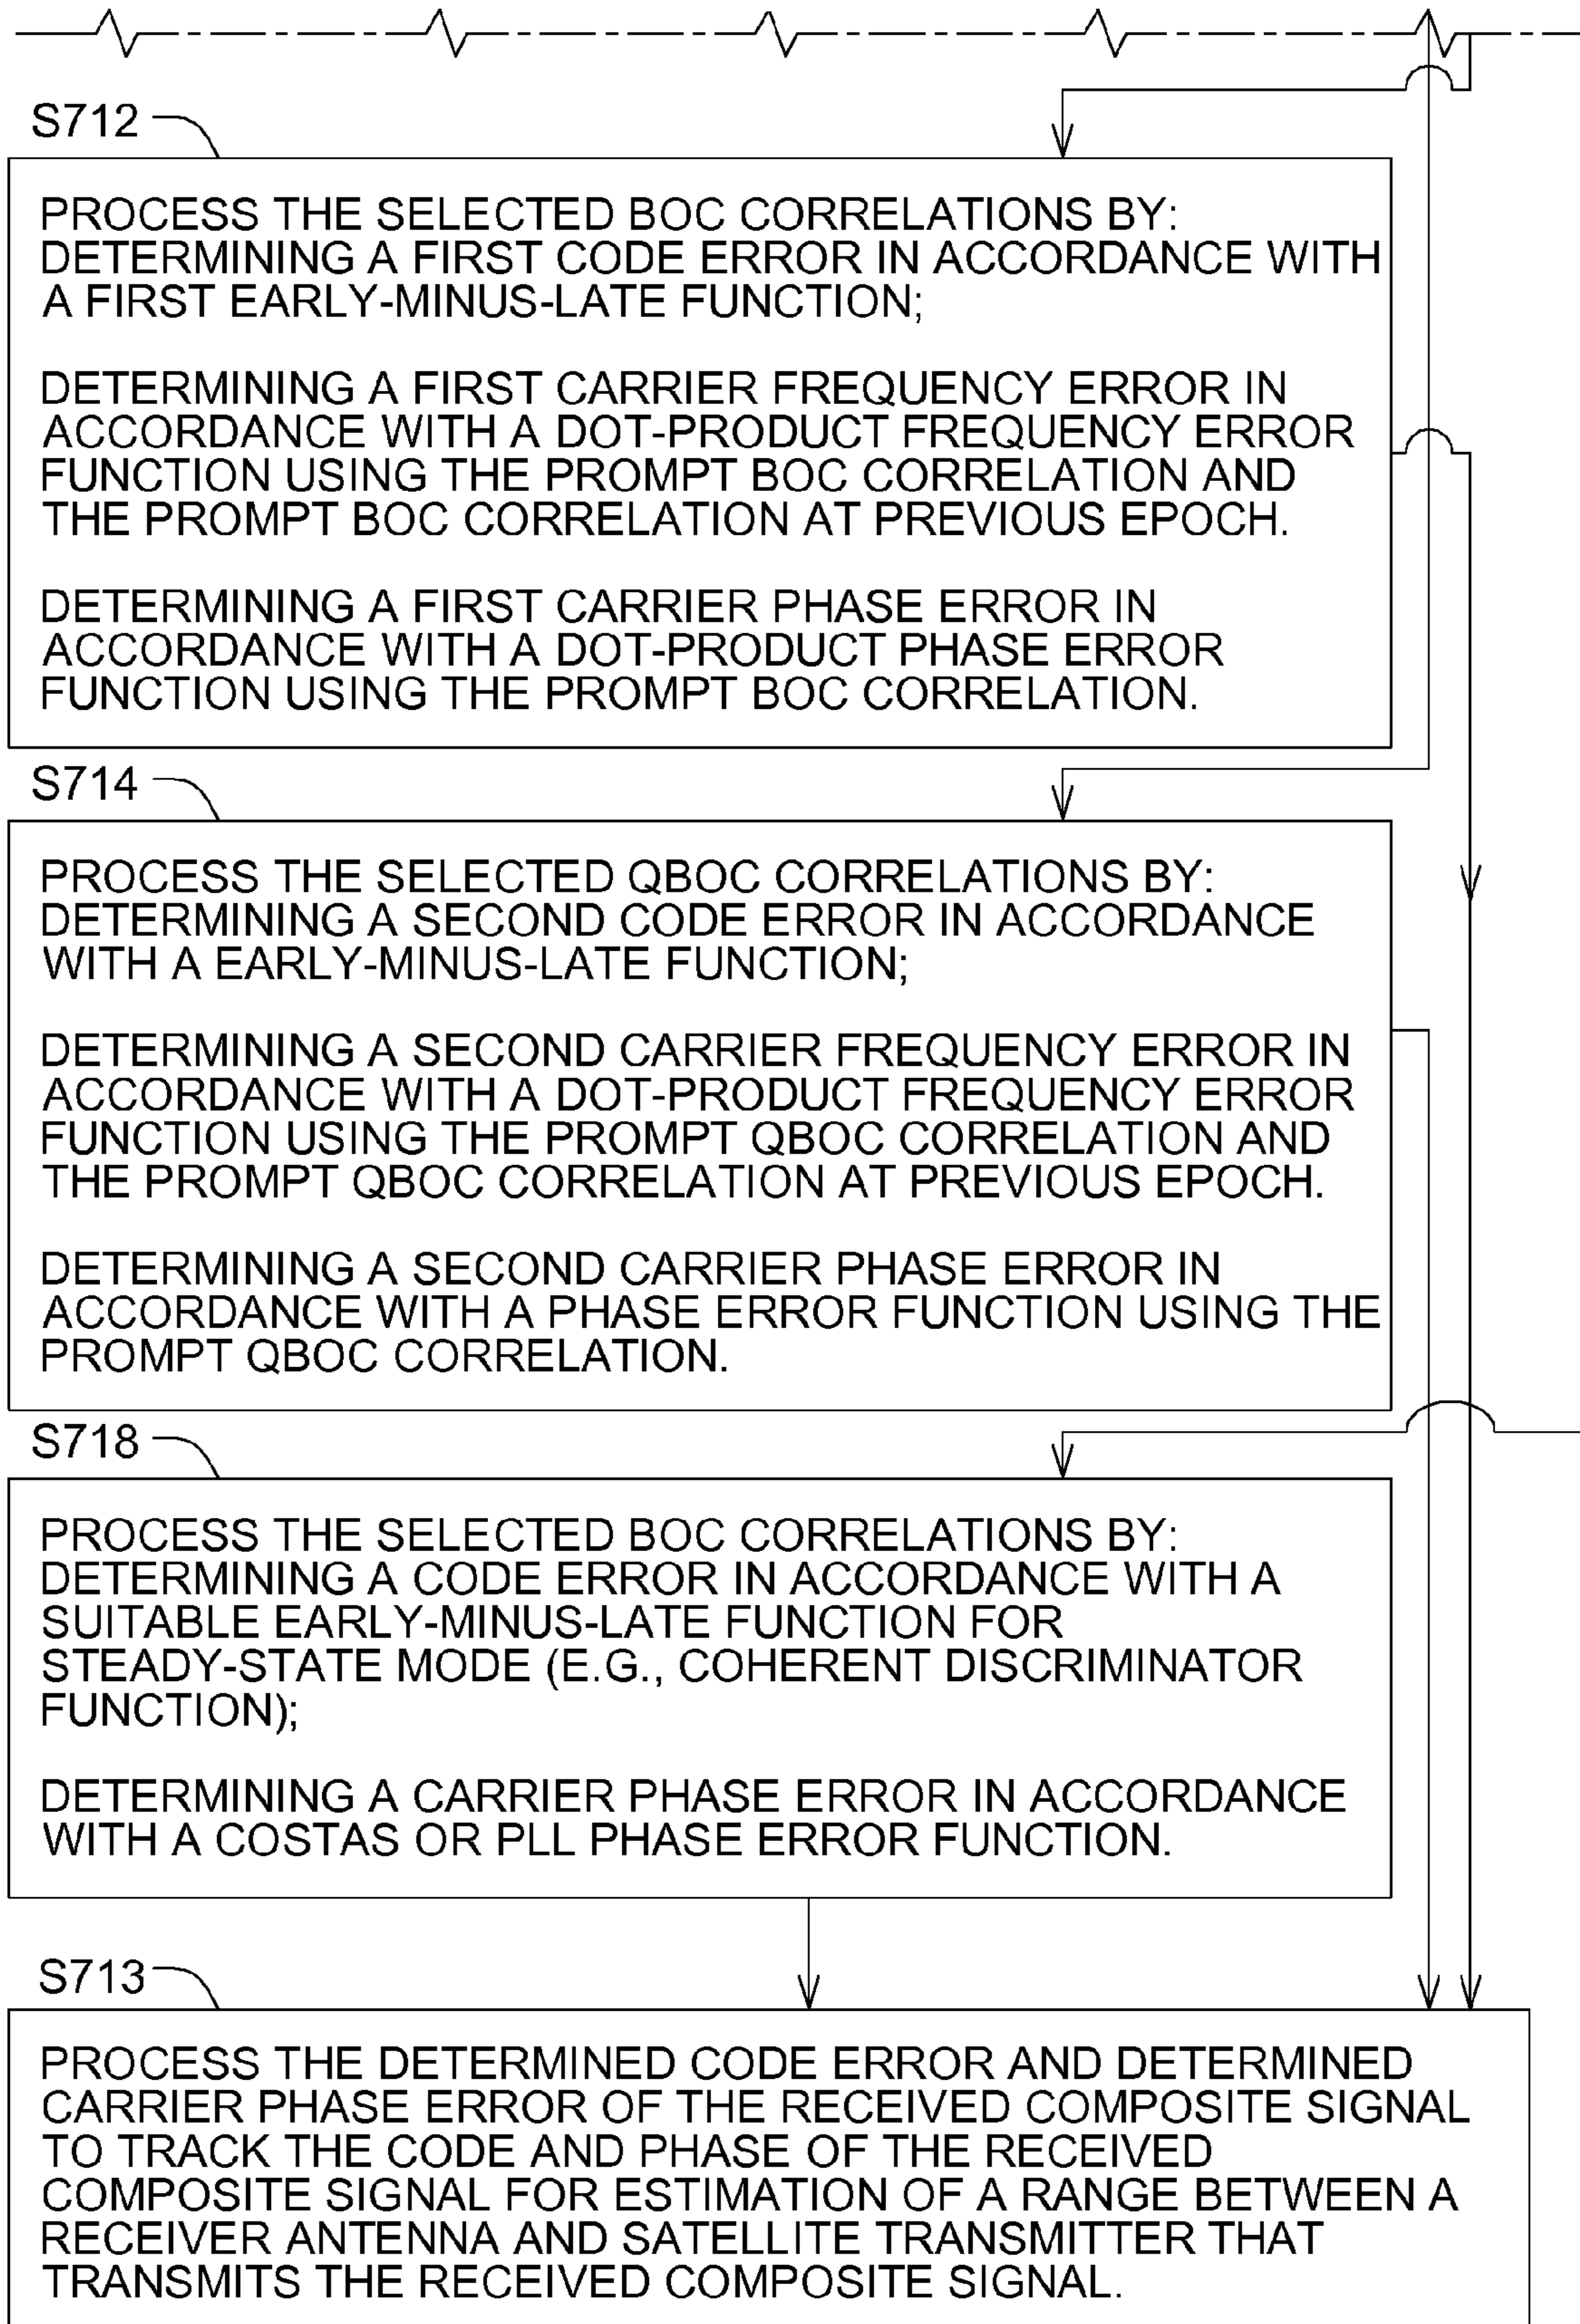 S712
PROCESS THE SELECTED BOC CORRELATIONS BY:
DETERMINING A FIRST CODE ERROR IN ACCORDANCE WITH
A FIRST EARLY-MINUS-LATE FUNCTION;
DETERMINING A FIRST CARRIER FREQUENCY ERROR IN
ACCORDANCE WITH A DOT-PRODUCT FREQUENCY ERROR
FUNCTION USING THE PROMPT BOC CORRELATION AND
THE PROMPT BOC CORRELATION AT PREVIOUS EPOCH.
DETERMINING A FIRST CARRIER PHASE ERROR IN
ACCORDANCE WITH A DOT-PRODUCT PHASE ERROR
FUNCTION USING THE PROMPT BOC CORRELATION.
S714
PROCESS THE SELECTED QBOC CORRELATIONS BY:
DETERMINING A SECOND CODE ERROR IN ACCORDANCE
WITH A EARLY-MINUS-LATE FUNCTION;
DETERMINING A SECOND CARRIER FREQUENCY ERROR IN
ACCORDANCE WITH A DOT-PRODUCT FREQUENCY ERROR
FUNCTION USING THE PROMPT QBOC CORRELATION AND
THE PROMPT QBOC CORRELATION AT PREVIOUS EPOCH.
DETERMINING A SECOND CARRIER PHASE ERROR IN
ACCORDANCE WITH A PHASE ERROR FUNCTION USING THE
PROMPT QBOC CORRELATION.
S718
PROCESS THE SELECTED BOC CORRELATIONS BY:
DETERMINING A CODE ERROR IN ACCORDANCE WITH A
SUITABLE EARLY-MINUS-LATE FUNCTION FOR
STEADY-STATE MODE (E.G., COHERENT DISCRIMINATOR
FUNCTION);
DETERMINING A CARRIER PHASE ERROR IN ACCORDANCE
WITH A COSTAS OR PLL PHASE ERROR FUNCTION.
S713
PROCESS THE DETERMINED CODE ERROR AND DETERMINED
CARRIER PHASE ERROR OF THE RECEIVED COMPOSITE SIGNAL
TO TRACK THE CODE AND PHASE OF THE RECEIVED
COMPOSITE SIGNAL FOR ESTIMATION OF A RANGE BETWEEN A
RECEIVER ANTENNA AND SATELLITE TRANSMITTER THAT
TRANSMITS THE RECEIVED COMPOSITE SIGNAL.